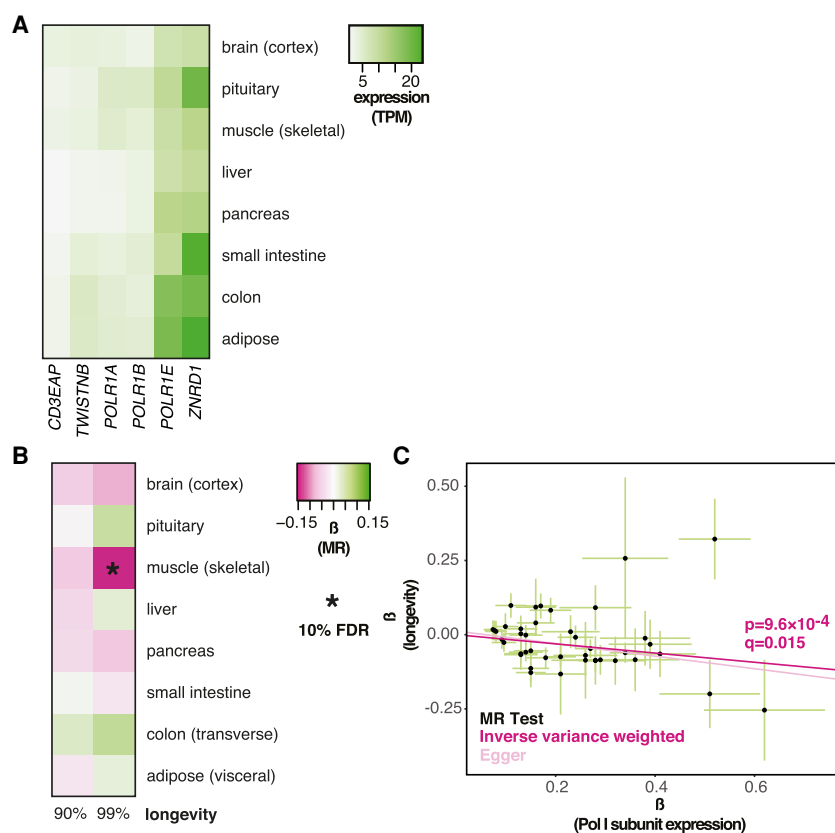 A
brain (cortex)
pituitary
muscle (skeletal)
liver
pancreas
small intestine
colon
adipose
CD3EAP
TWISTNB
POLR1A
POLR1B
POLR1E
ZNRD1
5 20
expression
(TPM)
B
brain (cortex)
pituitary
muscle (skeletal)
*
liver
pancreas
small intestine
colon (transverse)
adipose (visceral)
90% 99% longevity
−0.15 0.15
ß
(MR)
*
10% FDR
C
0.50
0.25
0.00
-0.25
ß
(longevity)
p=9.6×10⁻⁴
q=0.015
MR Test
Inverse variance weighted
Egger
0.2 0.4 0.6
ß
(Pol I subunit expression)